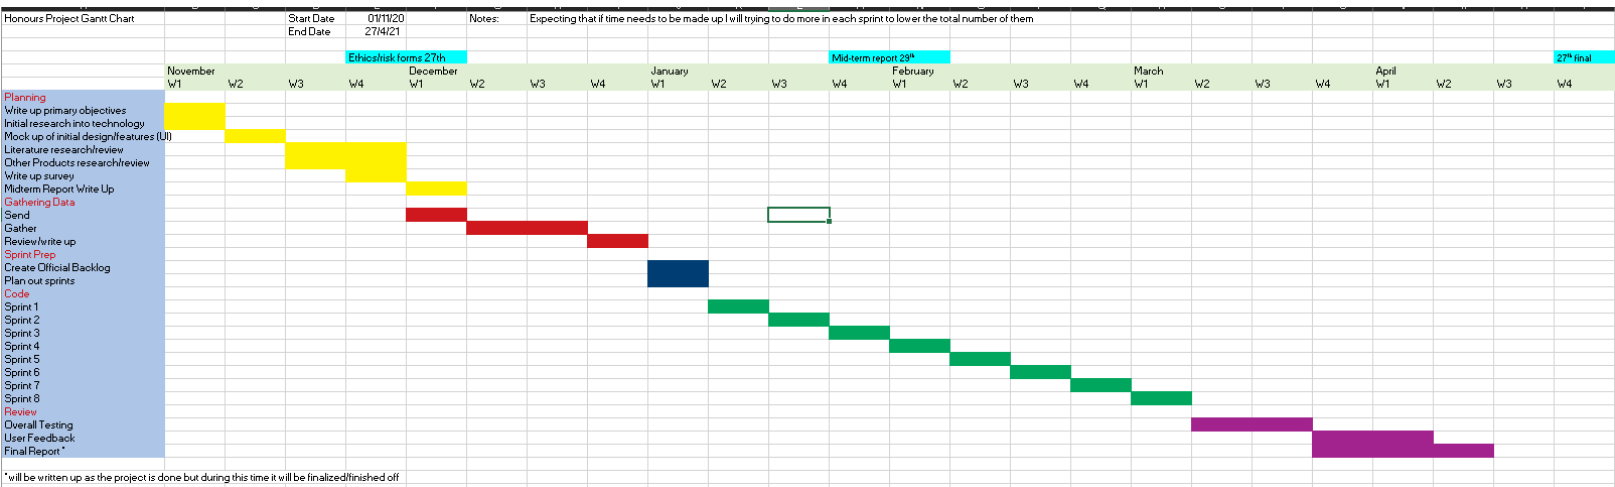 Honours Project Gantt Chart Start Date 01/11/20 Notes: Expecting that if time needs to be made up I will trying to do more in each sprint to lower the total number of them
End Date 27/4/21
Ethics/risk forms 27th Mid-term report 29th 27th final
November December January February March April
W1 W2 W3 W4 W1 W2 W3 W4 W1 W2 W3 W4 W1 W2 W3 W4 W1 W2 W3 W4 W1 W2 W3 W4
Planning
Write up primary objectives
Initial research into technology
Mock up of initial design/features (UI)
Literature research/review
Other Products research/review
Write up survey
Midterm Report Write Up
Gathering Data
Send
Gather
Review/write up
Sprint Prep
Create Official Backlog
Plan out sprints
Code
Sprint 1
Sprint 2
Sprint 3
Sprint 4
Sprint 5
Sprint 6
Sprint 7
Sprint 8
Review
Overall Testing
User Feedback
Final Report *
*will be written up as the project is done but during this time it will be finalized/finished off